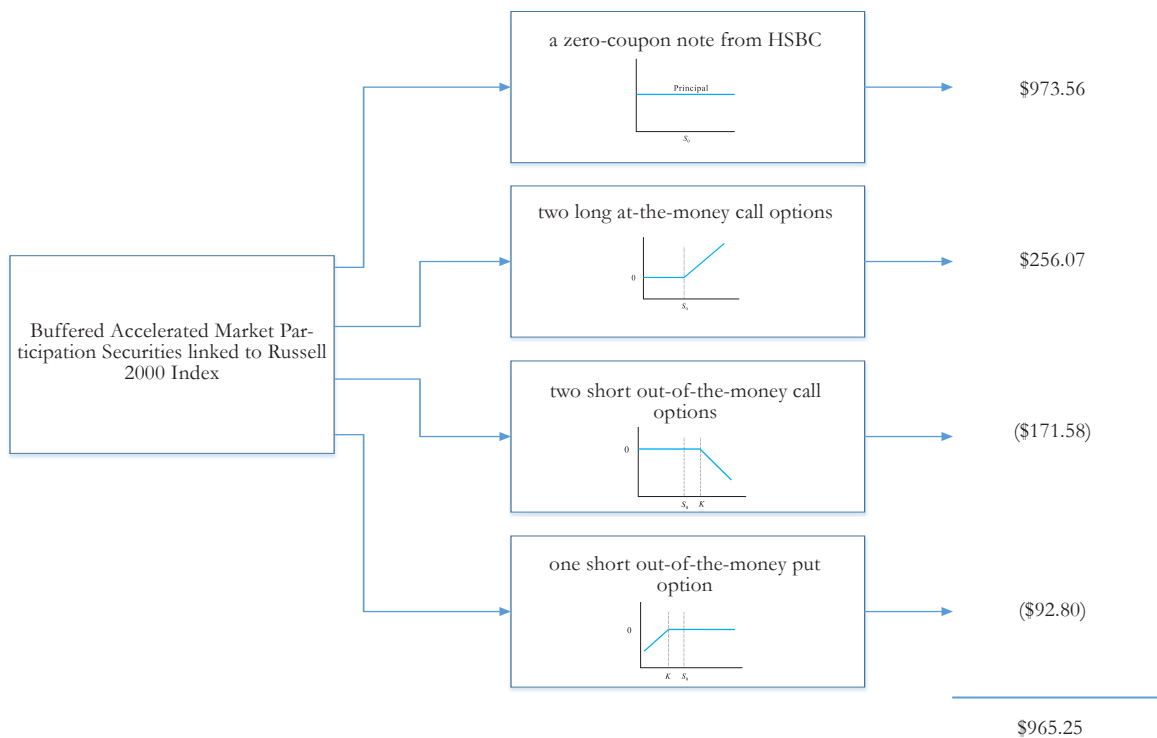 a zero-coupon note from HSBC
Principal
S₀
$973.56
two long at-the-money call options
0
S₀
$256.07
Buffered Accelerated Market Par-
ticipation Securities linked to Russell
2000 Index
two short out-of-the-money call
options
0
S₀ K
($171.58)
one short out-of-the-money put
option
0
K S₀
($92.80)
$965.25